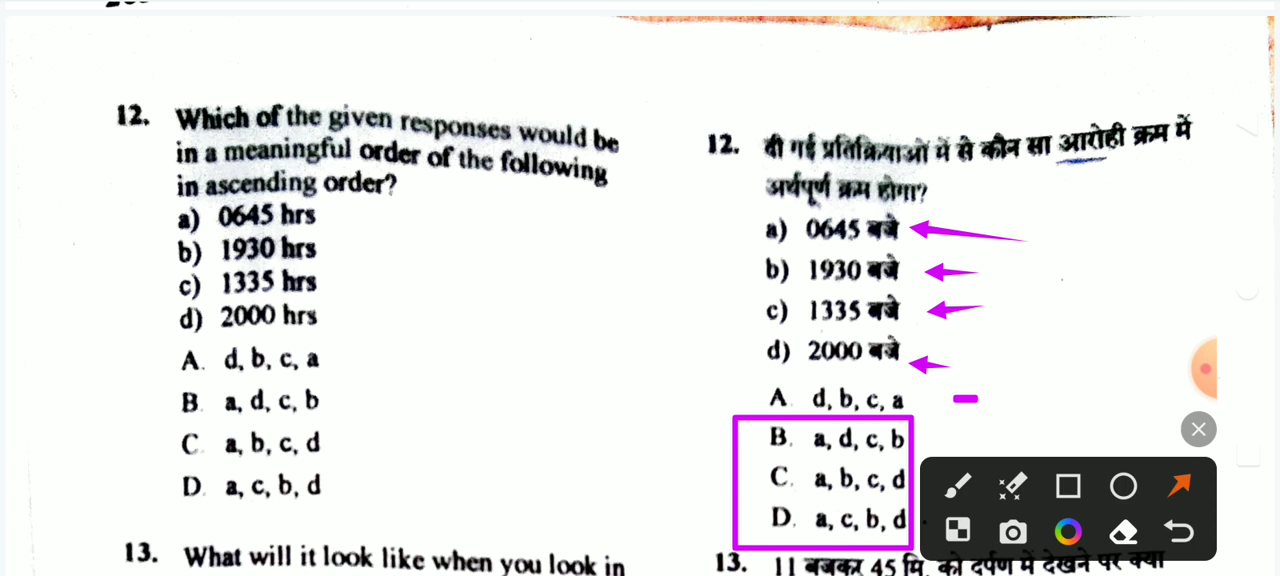 12. Which of the given responses would be
in a meaningful order of the following
in ascending order?
a) 0645 hrs
b) 1930 hrs
c) 1335 hrs
d) 2000 hrs
A. d, b, c, a
B. a, d, c, b
C. a, b, c, d
D. a, c, b, d
13. What will it look like when you look in
12. दी गई प्रतिक्रियाओं में से कौन सा आरोही क्रम में
अर्थपूर्ण क्रम होगा?
a) 0645 बजे
b) 1930 बजे
c) 1335 बजे
d) 2000 बजे
A. d, b, c, a
B. a, d, c, b
C. a, b, c, d
D. a, c, b, d
13. 11 बजकर 45 मि. को दर्पण में देखने पर क्या